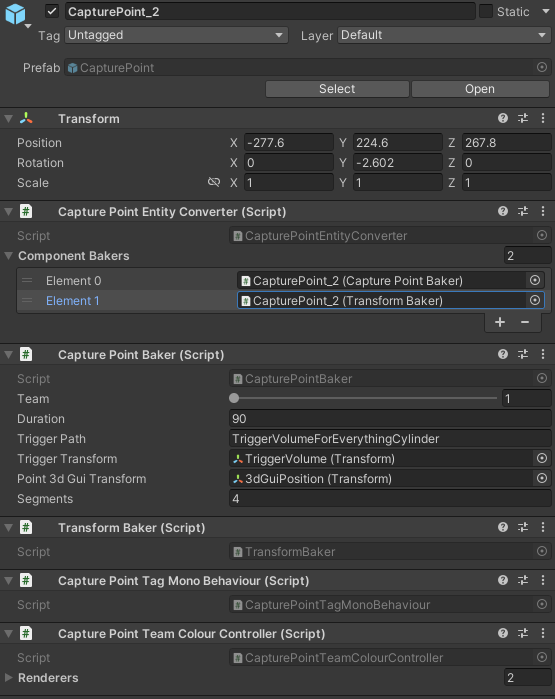 CapturePoint_2 Static
Tag Untagged Layer Default
Prefab CapturePoint
Select Open
Transform
Position X -277.6 Y 224.6 Z 267.8
Rotation X 0 Y -2.602 Z 0
Scale X 1 Y 1 Z 1
# Capture Point Entity Converter (Script)
Script # CapturePointEntityConverter
Component Bakers 2
Element 0 # CapturePoint_2 (Capture Point Baker)
Element 1 # CapturePoint_2 (Transform Baker)
+ −
# Capture Point Baker (Script)
Script # CapturePointBaker
Team 1
Duration 90
Trigger Path TriggerVolumeForEverythingCylinder
Trigger Transform TriggerVolume (Transform)
Point 3d Gui Transform 3dGuiPosition (Transform)
Segments 4
# Transform Baker (Script)
Script # TransformBaker
# Capture Point Tag Mono Behaviour (Script)
Script # CapturePointTagMonoBehaviour
# Capture Point Team Colour Controller (Script)
Script # CapturePointTeamColourController
Renderers 2